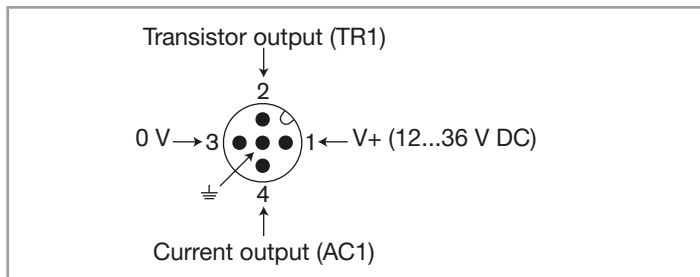 Transistor output (TR1)
2
0 V 3 1 V+ (12...36 V DC)
4
Current output (AC1)